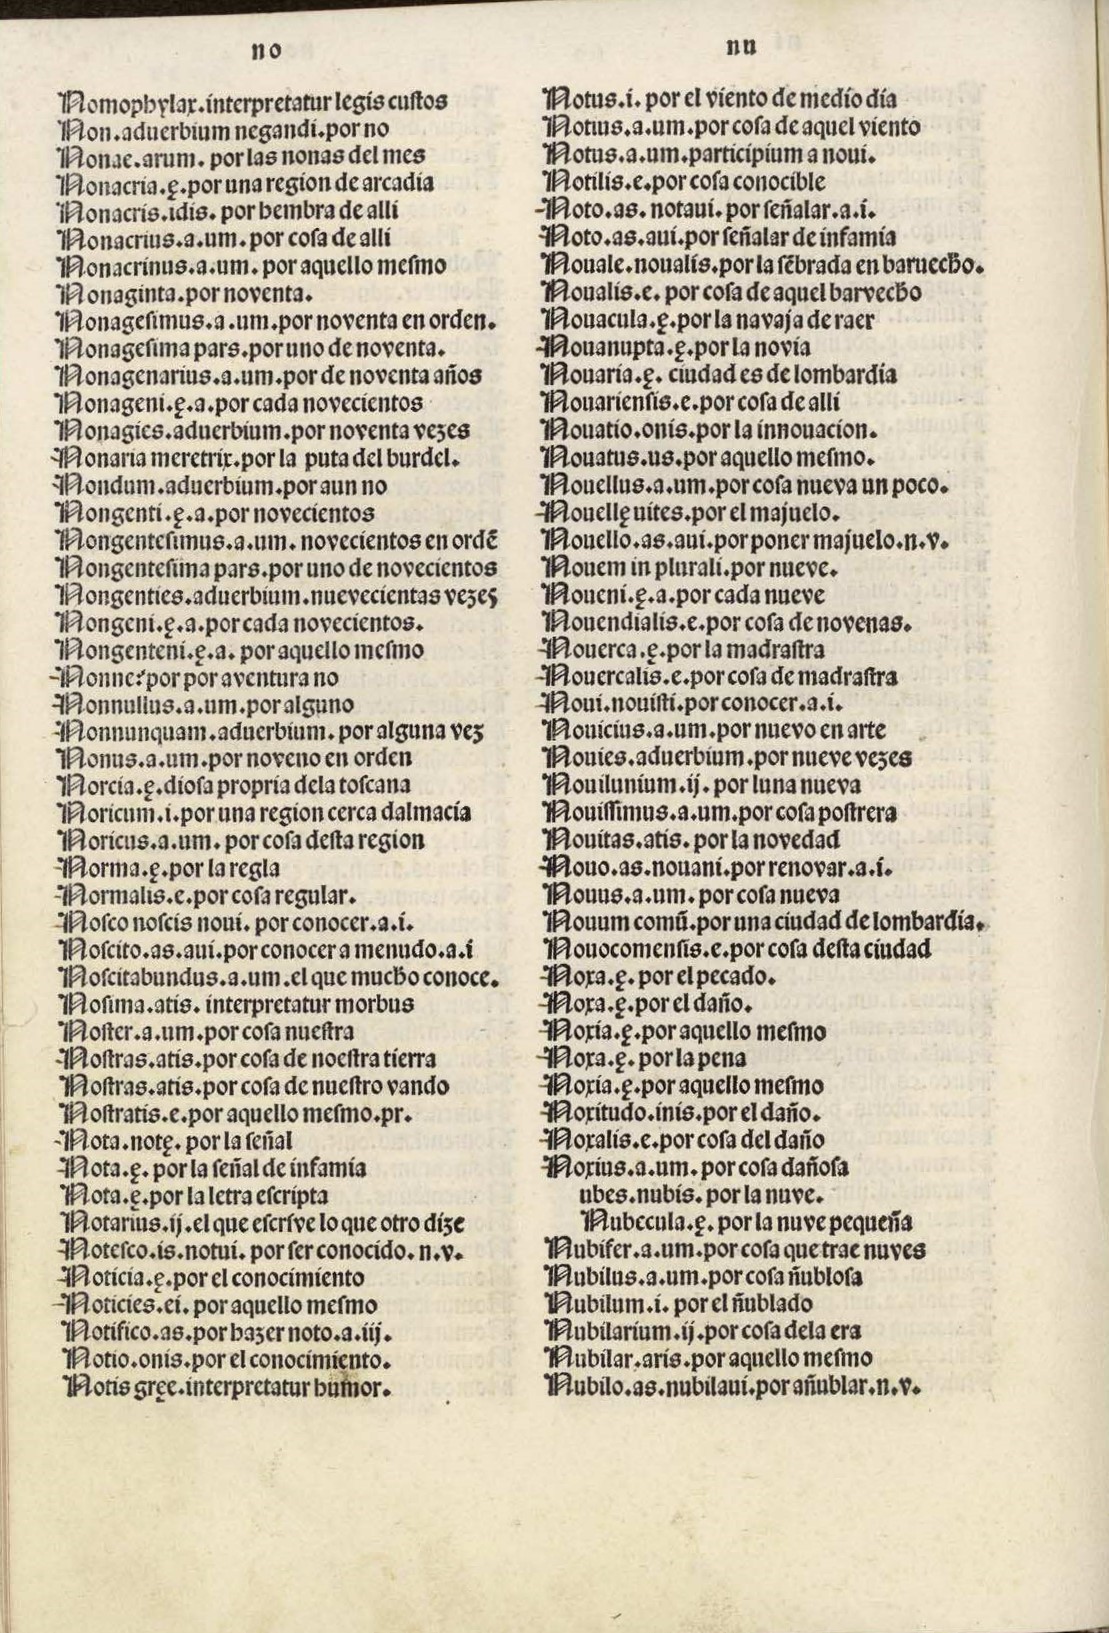 no
Nomophylax.interpretatur legis custos
Non.aduerbium negandi.por no
Nonae.arum. por las nonas del mes
Nonacria.ę.por una region de arcadia
Nonacris.idis. por hembra de alli
Nonacrius.a.um. por cosa de alli
Nonacrinus.a.um. por aquello mesmo
Nonaginta.por noventa.
Nonagesimus.a.um.por noventa en orden.
Nonagesima pars.por uno de noventa.
Nonagenarius.a.um.por de noventa años
Nonageni.ę.a.por cada novecientos
Nonagies.aduerbium.por noventa vezes
Nonaria meretrix.por la puta del burdel.
Nondum.aduerbium.por aun no
Nongenti.ę.a.por novecientos
Nongentesimus.a.um. novecientos en ordē
Nongentesima pars.por uno de novecientos
Nongenties.aduerbium.nuevecientas vezes
Nongeni.ę.a.por cada novecientos.
Nongenteni.ę.a. por aquello mesmo
Nonne?por por aventura no
Nonnullus.a.um.por alguno
Nonnunquam.aduerbium. por alguna vez
Nonus.a.um.por noveno en orden
Norcia.ę.diosa propria dela toscana
Noricum.i.por una region cerca dalmacia
Noricus.a.um. por cosa desta region
Norma.ę.por la regla
Normalis.e.por cosa regular.
Nosco noscis noui. por conocer.a.i.
Noscito.as.aui.por conocer a menudo.a.i
Noscitabundus.a.um.el que mucho conoce.
Nosima.atis. interpretatur morbus
Noster.a.um.por cosa nuestra
Nostras.atis.por cosa de noestra tierra
Nostras.atis.por cosa de nuestro vando
Nostratis.e.por aquello mesmo.pr.
Nota.notę. por la señal
Nota.ę. por la señal de infamia
Nota.ę.por la letra escripta
Notarius.ij.el que escrive lo que otro dize
Notesco.is.notui. por ser conocido. n.v.
Noticia.ę.por el conocimiento
Noticies.ei. por aquello mesmo
Notifico.as.por hazer noto.a.iij.
Notio.onis.por el conocimiento.
Notis gręce.interpretatur humor.
nu
Notus.i. por el viento de medio dia
Notius.a.um.por cosa de aquel viento
Notus.a.um.participium a noui.
Notilis.e.por cosa conocible
Noto.as. notaui. por señalar.a.i.
Noto.as.aui.por señalar de infamia
Nouale.noualis.por la sēbrada en baruecho.
Noualis.e. por cosa de aquel barvecho
Nouacula.ę.por la navaja de raer
Nouanupta.ę.por la novia
Nouaria.ę. ciudad es de lombardia
Nouariensis.e.por cosa de alli
Nouatio.onis.por la innouacion.
Nouatus.us.por aquello mesmo.
Nouellus.a.um.por cosa nueva un poco.
Nouellę uites.por el majuelo.
Nouello.as.aui.por poner majuelo.n.v.
Nouem in plurali.por nueve.
Noueni.ę.a.por cada nueve
Nouendialis.e.por cosa de novenas.
Nouerca.ę.por la madrastra
Nouercalis.e.por cosa de madrastra
Noui.nouisti.por conocer.a.i.
Nouicius.a.um.por nuevo en arte
Nouies.aduerbium.por nueve vezes
Nouilunium.ij. por luna nueva
Nouissimus.a.um.por cosa postrera
Nouitas.atis. por la novedad
Nouo.as.nouani.por renovar.a.i.
Nouus.a.um. por cosa nueva
Nouum comū.por una ciudad de lombardia.
Nouocomensis.e.por cosa desta ciudad
Noxa.ę. por el pecado.
Noxa.ę.por el daño.
Noxia.ę.por aquello mesmo
Noxa.ę. por la pena
Noxia.ę.por aquello mesmo
Noxitudo.inis.por el daño.
Noxalis.e.por cosa del daño
Noxius.a.um. por cosa dañosa
ubes.nubis.por la nuve.
Nubecula.ę. por la nuve pequeña
Nubifer.a.um.por cosa que trae nuves
Nubilus.a.um.por cosa ñublosa
Nubilum.i. por el ñublado
Nubilarium.ij.por cosa dela era
Nubilar.aris.por aquello mesmo
Nubilo.as.nubilaui.por añublar.n.v.